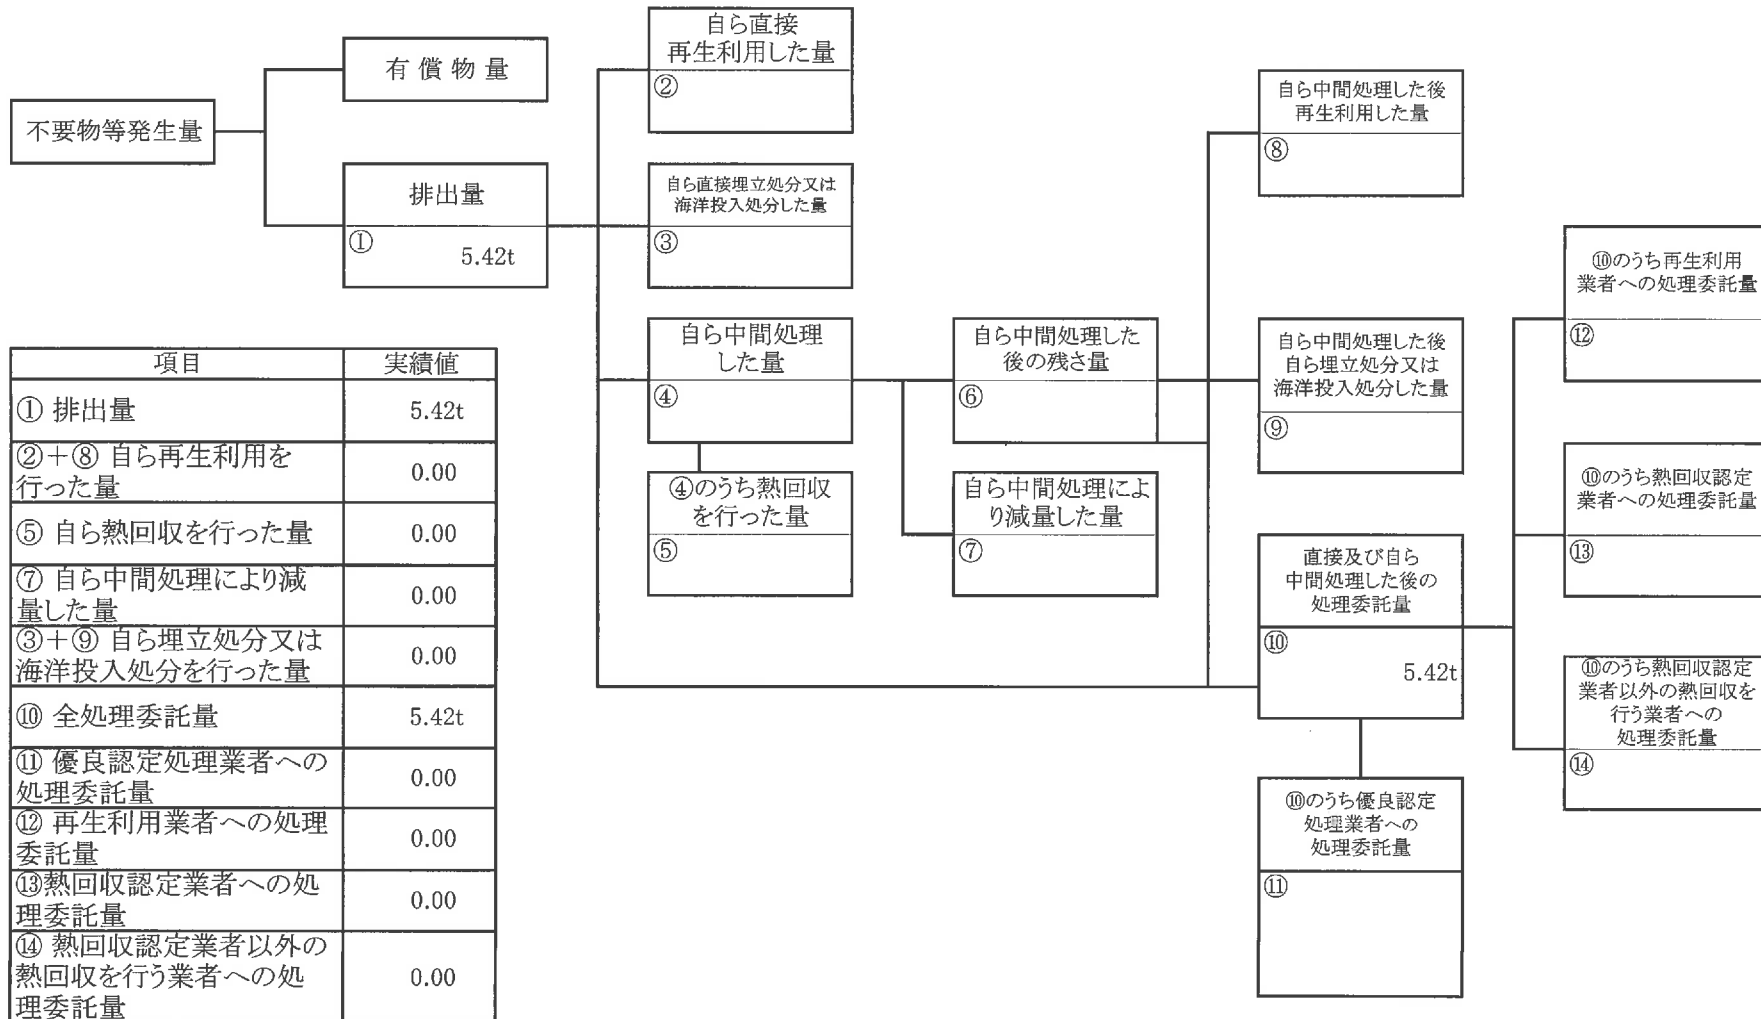 不要物等発生量
有償物量
排出量
①
5.42t
自ら直接
再生利用した量
②
自ら直接埋立処分又は
海洋投入処分した量
③
自ら中間処理
した量
④
④のうち熱回収
を行った量
⑤
自ら中間処理した
後の残さ量
⑥
自ら中間処理によ
り減量した量
⑦
自ら中間処理した後
再生利用した量
⑧
自ら中間処理した後
自ら埋立処分又は
海洋投入処分した量
⑨
直接及び自ら
中間処理した後の
処理委託量
⑩
5.42t
⑩のうち優良認定
処理業者への
処理委託量
⑪
⑩のうち再生利用
業者への処理委託量
⑫
⑩のうち熱回収認定
業者への処理委託量
⑬
⑩のうち熱回収認定
業者以外の熱回収を
行う業者への
処理委託量
⑭
項目 実績値
① 排出量 5.42t
②+⑧ 自ら再生利用を
行った量 0.00
⑤ 自ら熱回収を行った量 0.00
⑦ 自ら中間処理により減
量した量 0.00
③+⑨ 自ら埋立処分又は
海洋投入処分を行った量 0.00
⑩ 全処理委託量 5.42t
⑪ 優良認定処理業者への
処理委託量 0.00
⑫ 再生利用業者への処理
委託量 0.00
⑬熱回収認定業者への処
理委託量 0.00
⑭ 熱回収認定業者以外の
熱回収を行う業者への処
理委託量 0.00